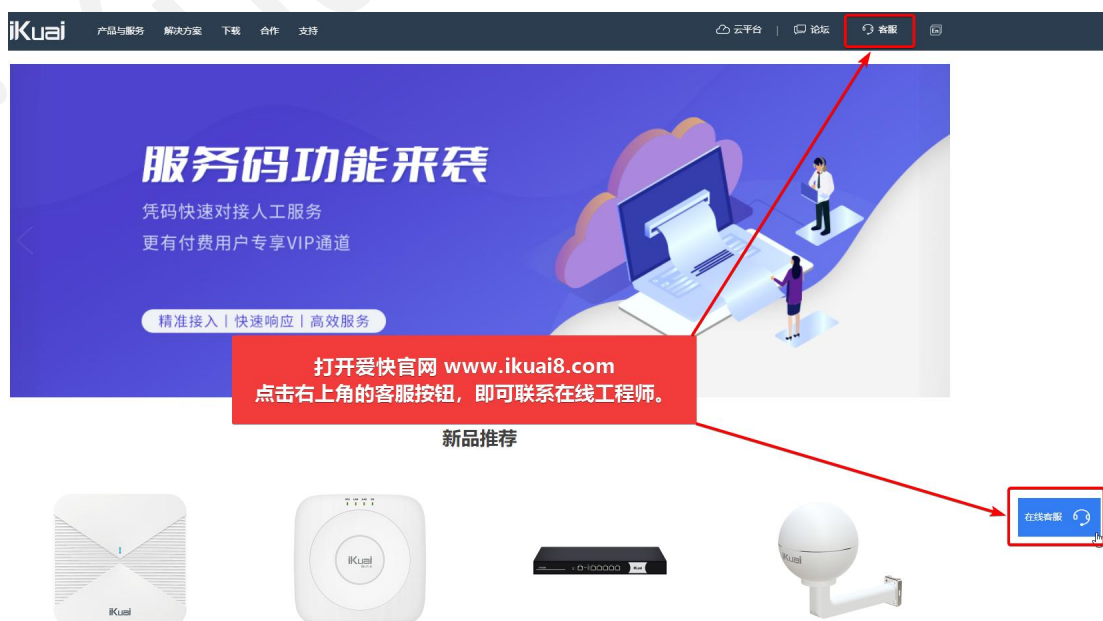 iKuai 产品与服务 解决方案 下载 合作 支持 云平台 | 论坛 客服 En
服务码功能来袭
凭码快速对接人工服务
更有付费用户专享VIP通道
精准接入 | 快速响应 | 高效服务
打开爱快官网 www.ikuai8.com
点击右上角的客服按钮，即可联系在线工程师。
新品推荐
在线客服
iKuai
iKuai
iKuai
iKuai